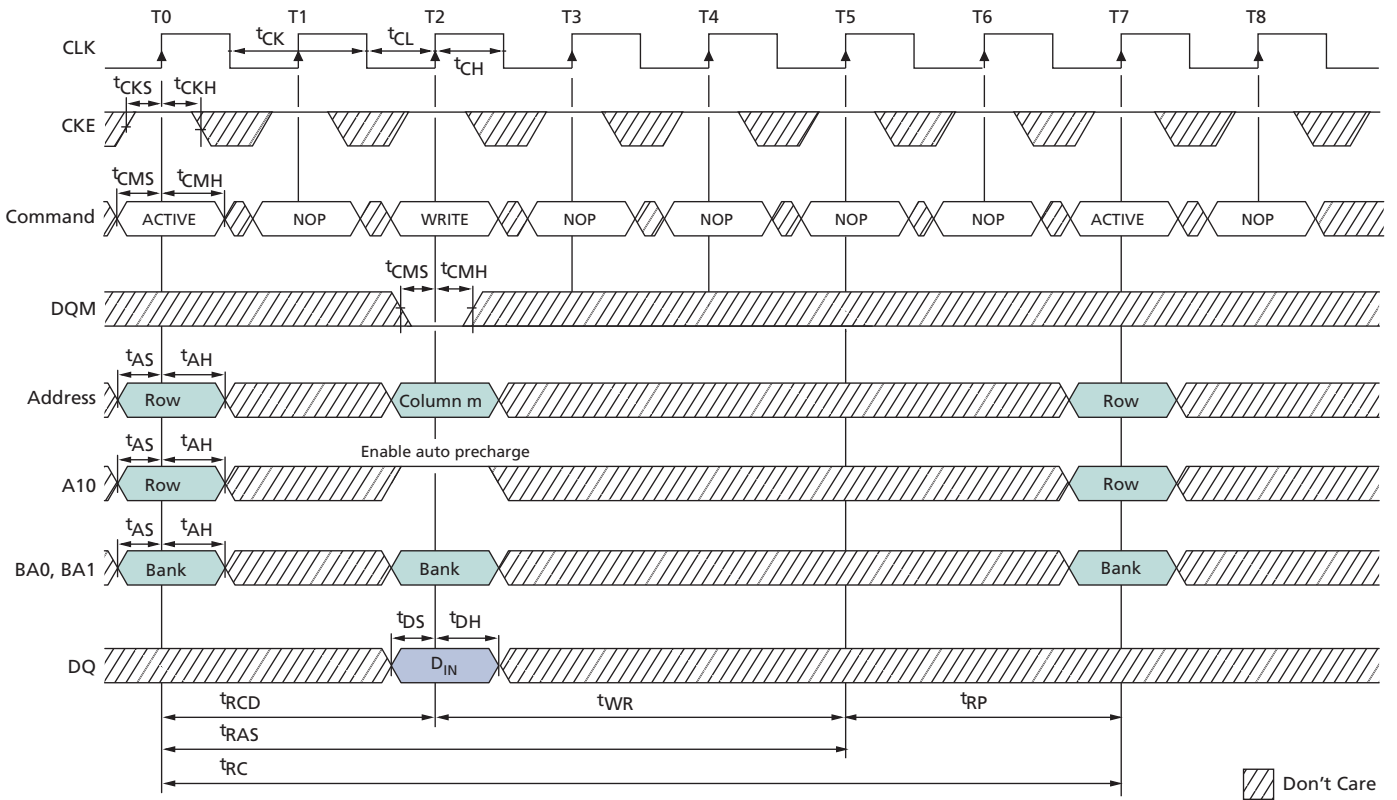 T0 T1 T2 T3 T4 T5 T6 T7 T8
CLK
tCK tCL
tCH
tCKS tCKH
CKE
tCMS tCMH
Command ACTIVE NOP WRITE NOP NOP NOP NOP ACTIVE NOP
tCMS tCMH
DQM
tAS tAH
Address Row Column m Row
tAS tAH Enable auto precharge
A10 Row Row
tAS tAH
BA0, BA1 Bank Bank Bank
tDS tDH
DQ DIN
tRCD tWR tRP
tRAS
tRC
Don't Care